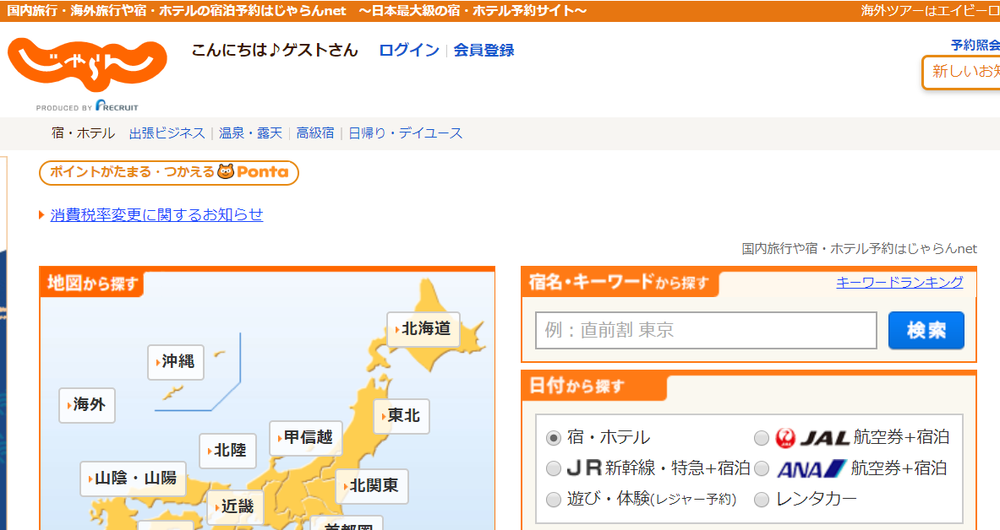 国内旅行・海外旅行や宿・ホテルの宿泊予約はじゃらんnet　～日本最大級の宿・ホテル予約サイト～
海外ツアーはエイビーロ
じゃらん
PRODUCED BY RECRUIT
こんにちは♪ゲストさん ログイン | 会員登録
予約照会
新しいお知
宿・ホテル 出張ビジネス | 温泉・露天 | 高級宿 | 日帰り・デイユース
ポイントがたまる・つかえる Ponta
消費税率変更に関するお知らせ
国内旅行や宿・ホテル予約はじゃらんnet
地図から探す
北海道
沖縄
海外
東北
甲信越
北陸
山陰・山陽
北関東
近畿
首都圏
宿名・キーワードから探す キーワードランキング
例：直前割 東京 検索
日付から探す
宿・ホテル JAL 航空券+宿泊
JR新幹線・特急+宿泊 ANA 航空券+宿泊
遊び・体験(レジャー予約) レンタカー